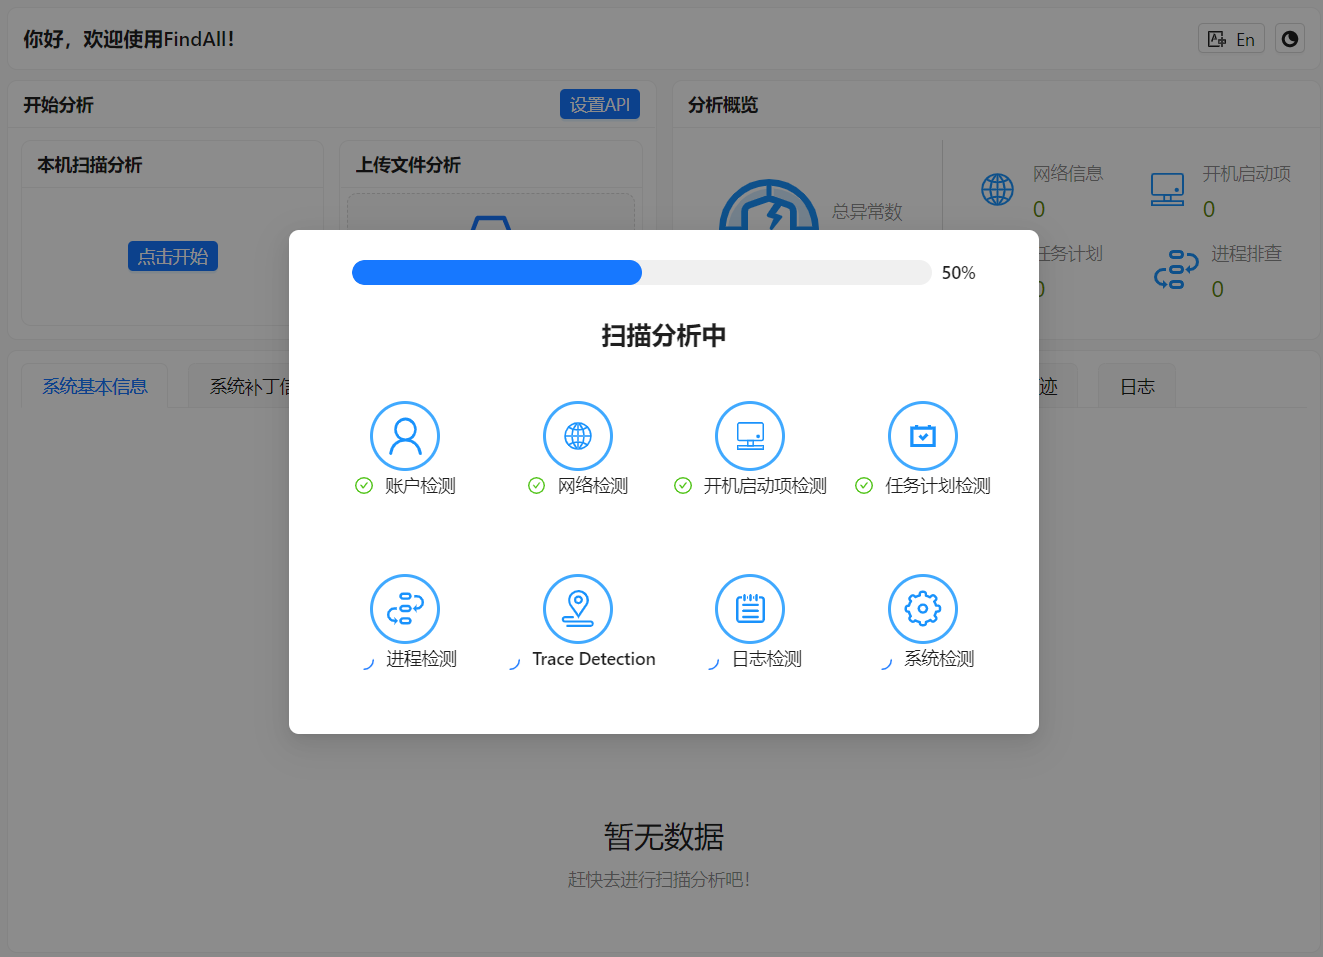 你好，欢迎使用FindAll!
En
开始分析
设置API
分析概览
本机扫描分析
上传文件分析
点击开始
总异常数
网络信息
0
开机启动项
0
任务计划
0
进程排查
0
50%
扫描分析中
账户检测
网络检测
开机启动项检测
任务计划检测
进程检测
Trace Detection
日志检测
系统检测
系统基本信息
系统补丁信
迹
日志
暂无数据
赶快去进行扫描分析吧!